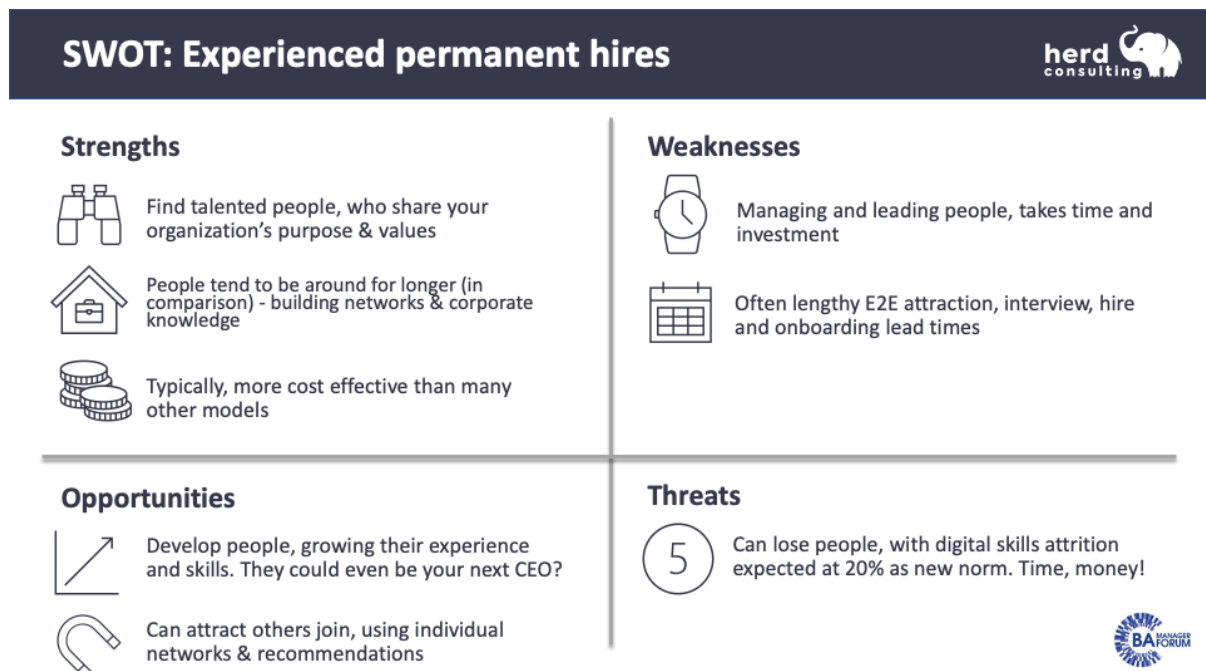 SWOT: Experienced permanent hires
herd
consulting
Strengths
Find talented people, who share your
organization's purpose & values
People tend to be around for longer (in
comparison) - building networks & corporate
knowledge
Typically, more cost effective than many
other models
Weaknesses
Managing and leading people, takes time and
investment
Often lengthy E2E attraction, interview, hire
and onboarding lead times
Opportunities
Develop people, growing their experience
and skills. They could even be your next CEO?
Can attract others join, using individual
networks & recommendations
Threats
5
Can lose people, with digital skills attrition
expected at 20% as new norm. Time, money!
BA MANAGER
FORUM